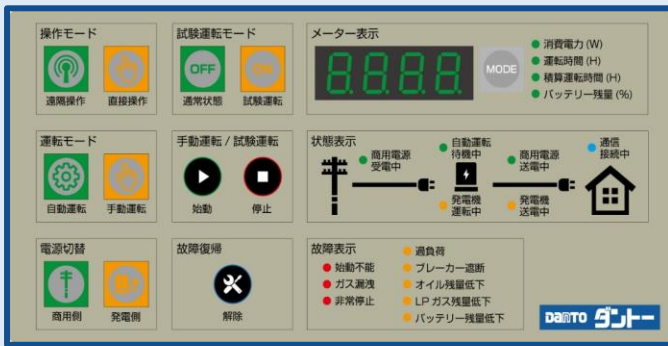 操作モード
遠隔操作
直接操作
試験運転モード
OFF
通常状態
ON
試験運転
メーター表示
8.8.8.8
MODE
消費電力 (W)
運転時間 (H)
積算運転時間 (H)
バッテリー残量 (%)
運転モード
自動運転
手動運転
手動運転 / 試験運転
始動
停止
状態表示
商用電源
受電中
自動運転
待機中
発電機
運転中
商用電源
送電中
発電機
送電中
通信
接続中
電源切替
商用側
発電側
故障復帰
解除
故障表示
始動不能
ガス漏洩
非常停止
過負荷
ブレーカー遮断
オイル残量低下
LP ガス残量低下
バッテリー残量低下
DanTO ダントー